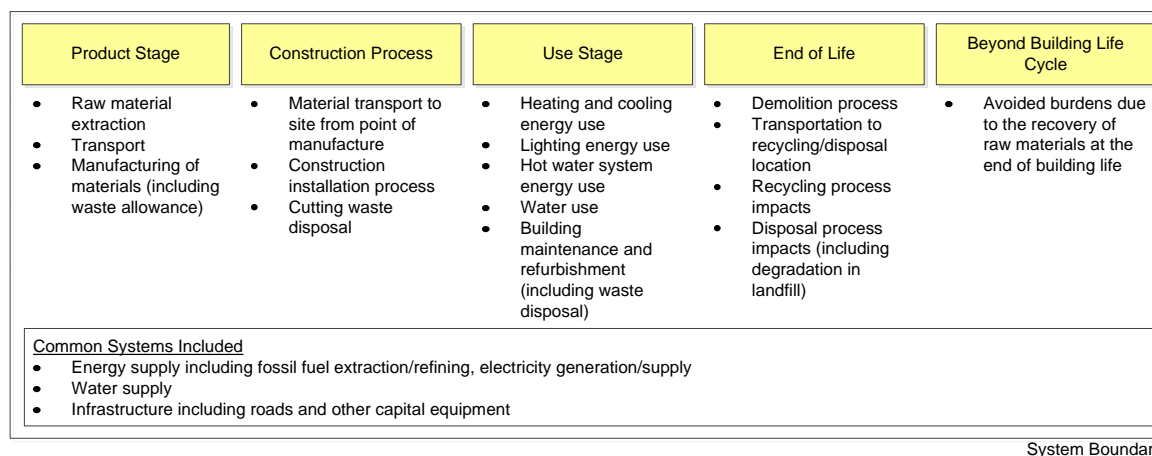 Product Stage
• Raw material
extraction
• Transport
• Manufacturing of
materials (including
waste allowance)
Construction Process
• Material transport to
site from point of
manufacture
• Construction
installation process
• Cutting waste
disposal
Use Stage
• Heating and cooling
energy use
• Lighting energy use
• Hot water system
energy use
• Water use
• Building
maintenance and
refurbishment
(including waste
disposal)
End of Life
• Demolition process
• Transportation to
recycling/disposal
location
• Recycling process
impacts
• Disposal process
impacts (including
degradation in
landfill)
Beyond Building Life
Cycle
• Avoided burdens due
to the recovery of
raw materials at the
end of building life
Common Systems Included
• Energy supply including fossil fuel extraction/refining, electricity generation/supply
• Water supply
• Infrastructure including roads and other capital equipment
System Boundar